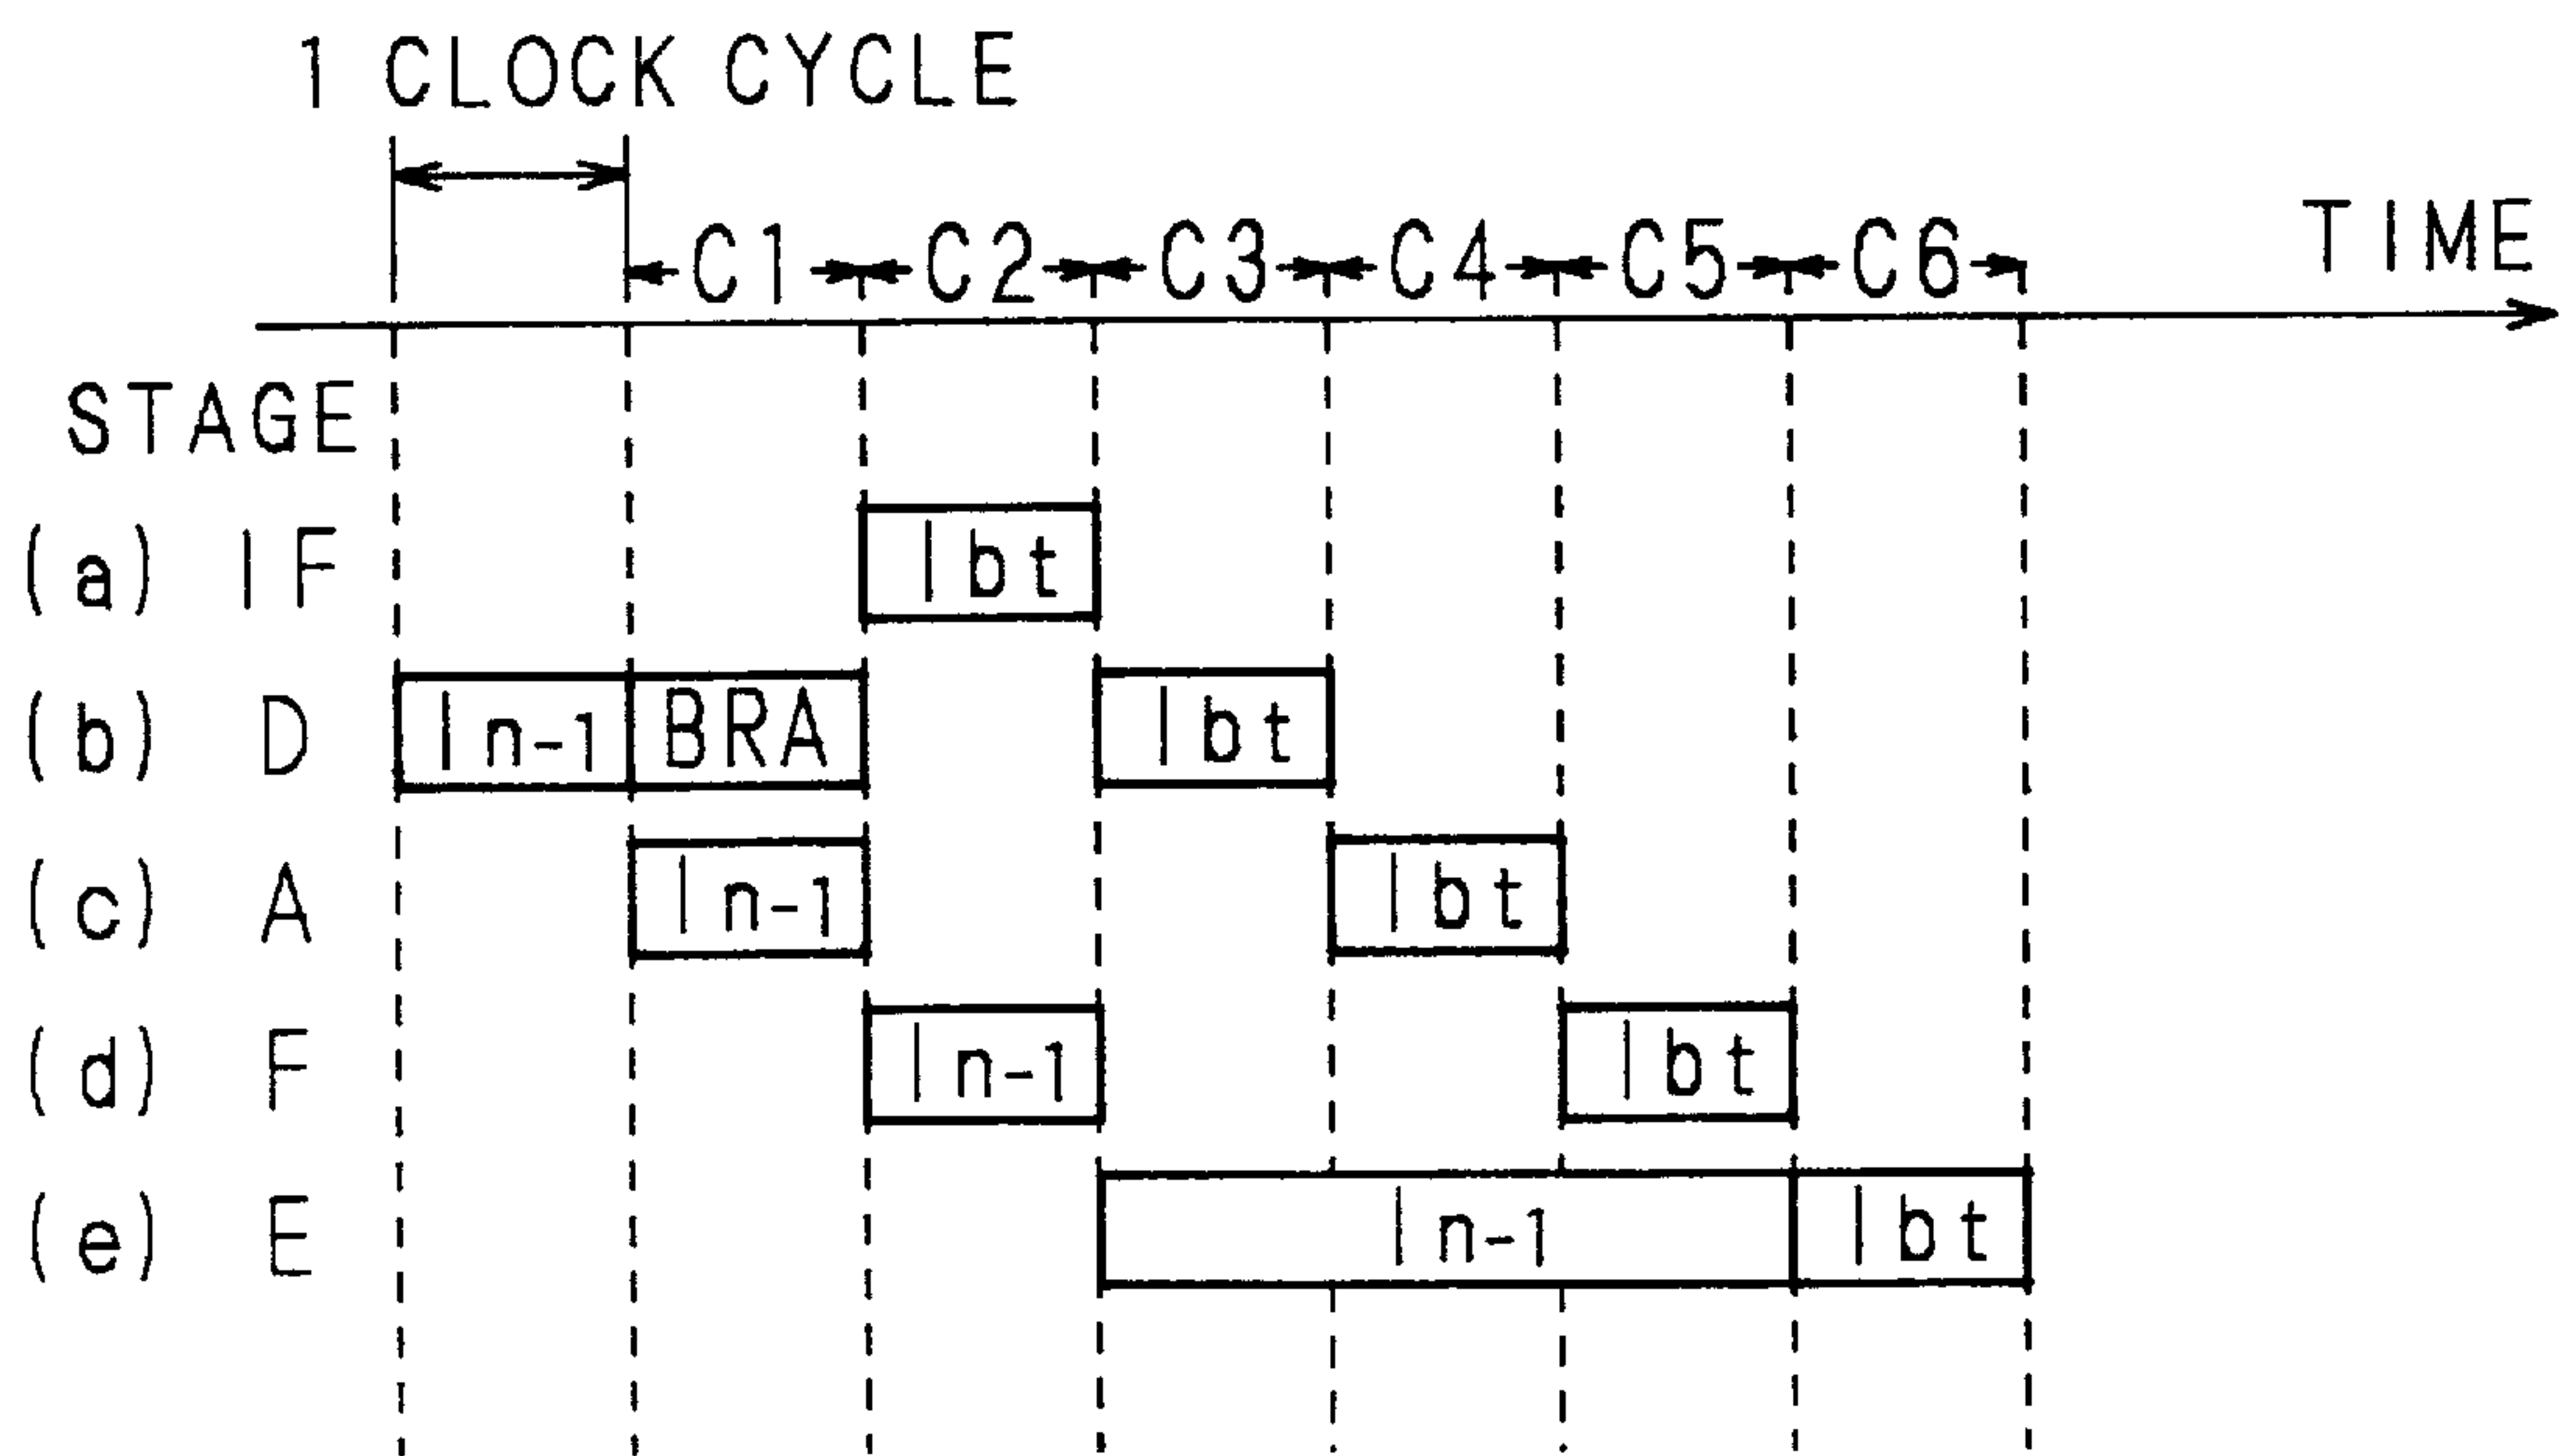 1 CLOCK CYCLE
C1 C2 C3 C4 C5 C6 TIME
STAGE
(a) IF Ibt
(b) D In-1 BRA Ibt
(c) A In-1 Ibt
(d) F In-1 Ibt
(e) E In-1 Ibt